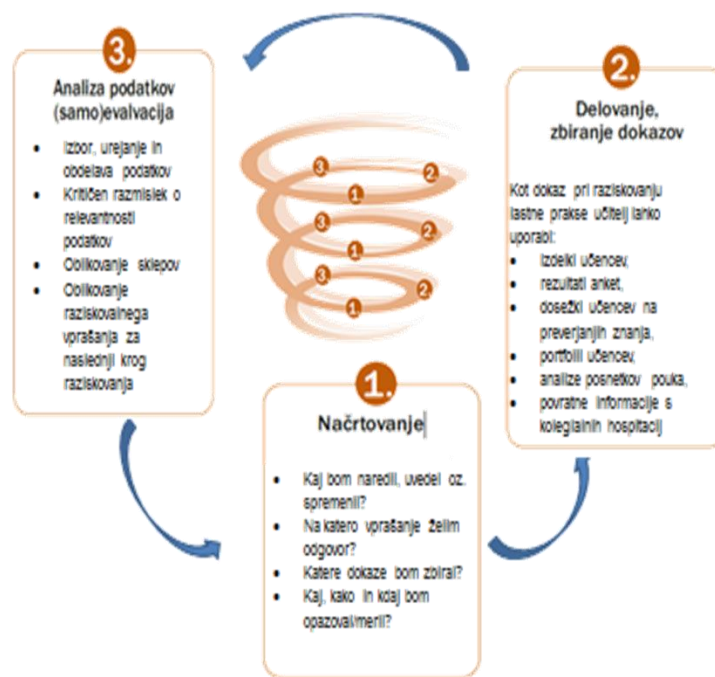 3.
Analiza podatkov
(samo)evalvacija
• Izbor, urejanje in
obdelava podatkov
• Kritičen razmislek o
relevantnosti
podatkov
• Oblikovanje sklepov
• Oblikovanje
raziskovalnega
vprašanja za
naslednji krog
raziskovanja
3.
2.
1.
3.
2.
1.
3.
2.
1.
2.
Delovanje,
zbiranje dokazov
Kot dokaz pri raziskovanju
lastne prakse učitelj lahko
uporabi:
• izdelki učencev,
• rezultati anket,
• dosežki učencev na
preverjanjih znanja,
• portfolii učencev,
• analize posnetkov pouka,
• povratne informacije s
kolegialnih hospitacij
1.
Načrtovanje
• Kaj bom naredil, uvedel oz.
spremenil?
• Na katero vprašanje želim
odgovor?
• Katere dokaze bom zbiral?
• Kaj, kako in kdaj bom
opazoval/meril?